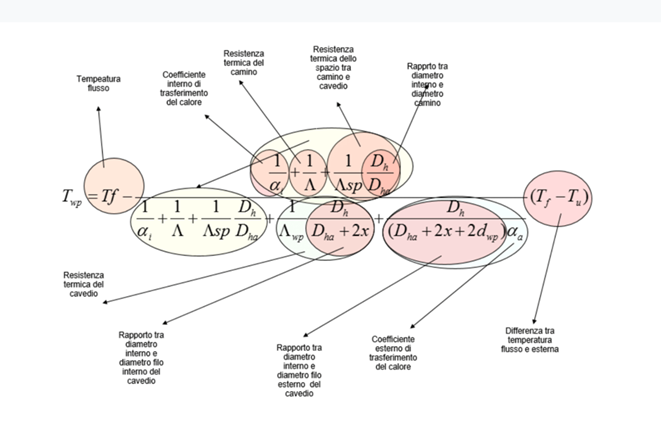 Tempeatura
flusso
Coefficiente
interno di
trasferimento
del calore
Resistenza
termica del
camino
Resistenza
termica dello
spazio tra
camino e
cavedio
Rapprto tra
diametro
interno e
diametro
camino
T_wp = Tf − (1/α_i + 1/Λ + 1/Λsp D_h/D_ha) / (1/α_i + 1/Λ + 1/Λsp D_h/D_ha + 1/Λ_wp D_h/(D_ha + 2x) + D_h/((D_ha + 2x + 2d_wp)α_a)) (T_f − T_u)
Resistenza
termica del
cavedio
Rapporto tra
diametro
interno e
diametro filo
interno del
cavedio
Rapporto tra
diametro
interno e
diametro filo
esterno del
cavedio
Coefficiente
esterno di
trasferimento
del calore
Differenza tra
temperatura
flusso e esterna